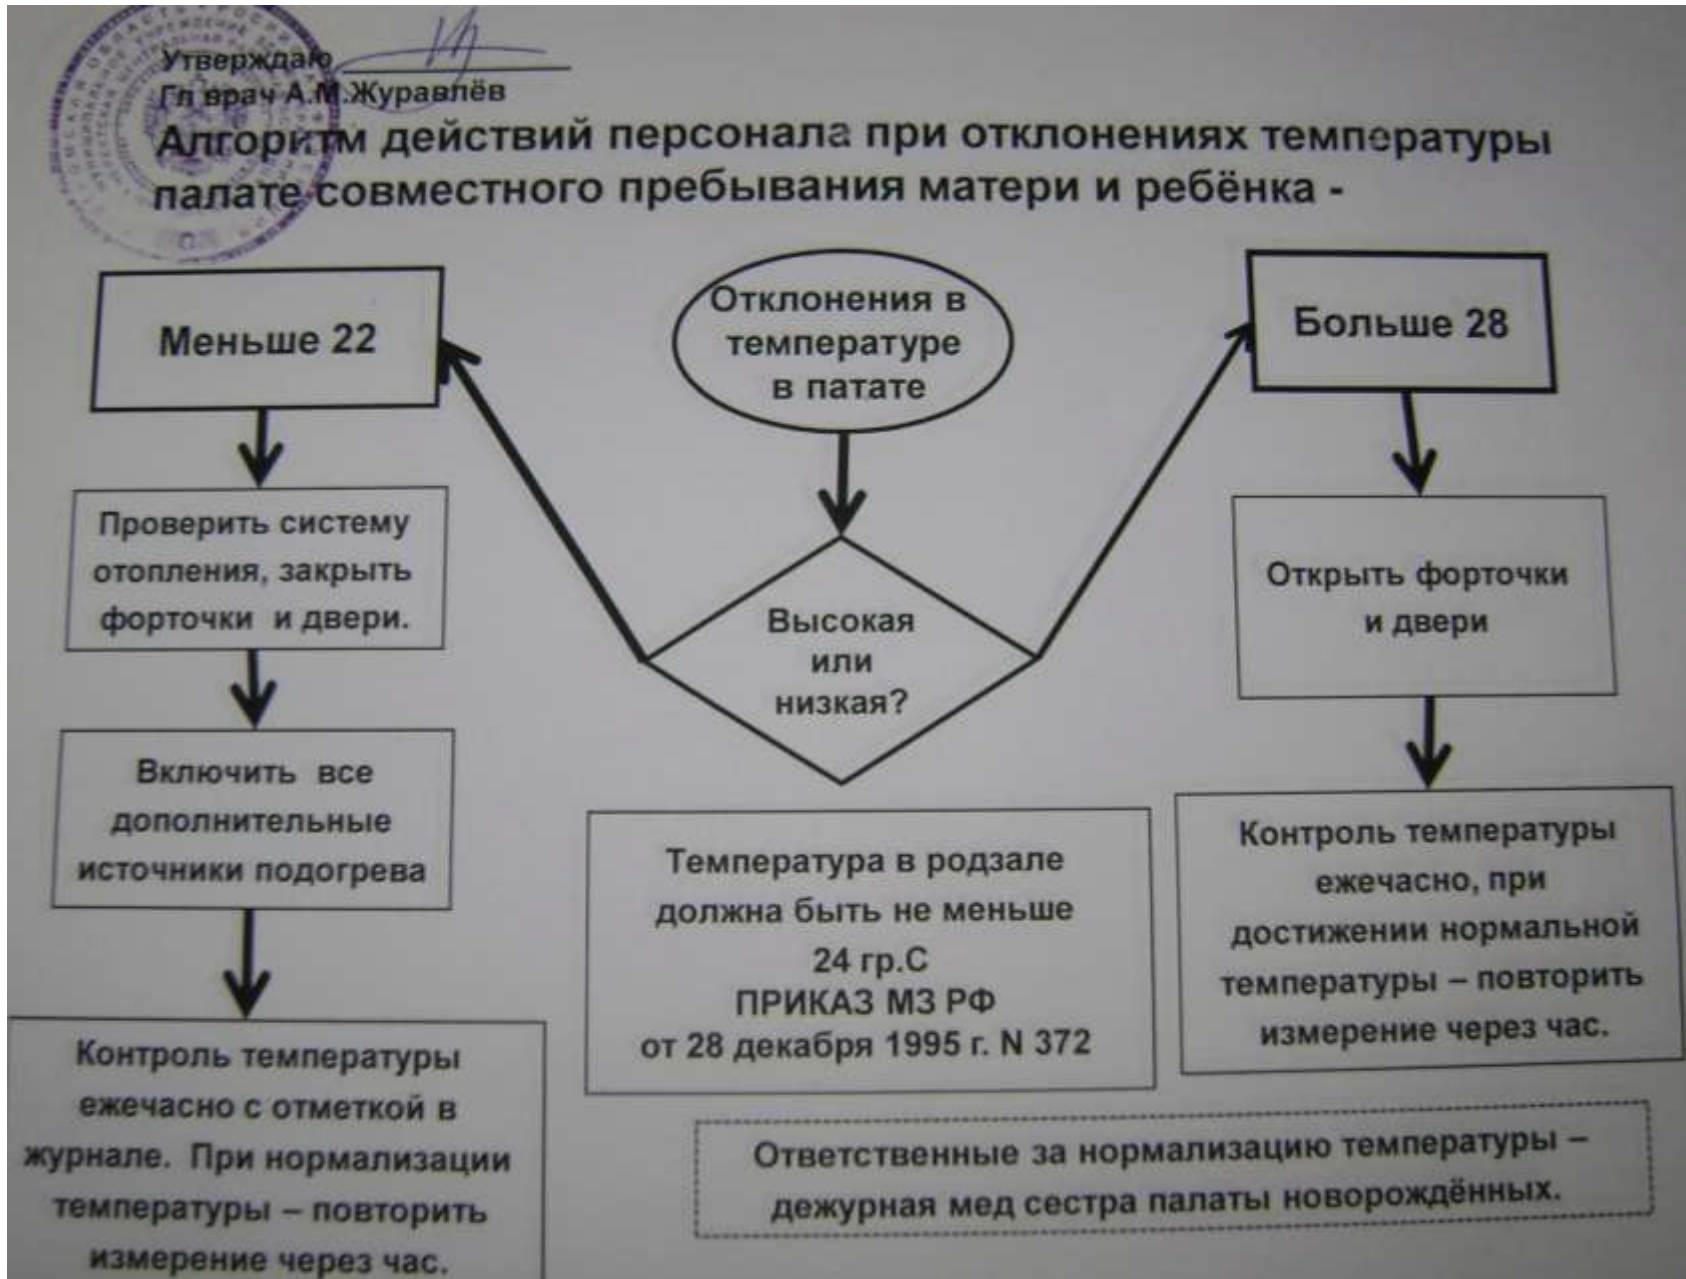 Утверждаю
Гл врач А.М.Журавлёв
Алгоритм действий персонала при отклонениях температуры
палате совместного пребывания матери и ребёнка -
Меньше 22
Проверить систему
отопления, закрыть
форточки и двери.
Включить все
дополнительные
источники подогрева
Контроль температуры
ежечасно с отметкой в
журнале. При нормализации
температуры – повторить
измерение через час.
Отклонения в
температуре
в патате
Высокая
или
низкая?
Температура в родзале
должна быть не меньше
24 гр.С
ПРИКАЗ МЗ РФ
от 28 декабря 1995 г. N 372
Больше 28
Открыть форточки
и двери
Контроль температуры
ежечасно, при
достижении нормальной
температуры – повторить
измерение через час.
Ответственные за нормализацию температуры –
дежурная мед сестра палаты новорождённых.